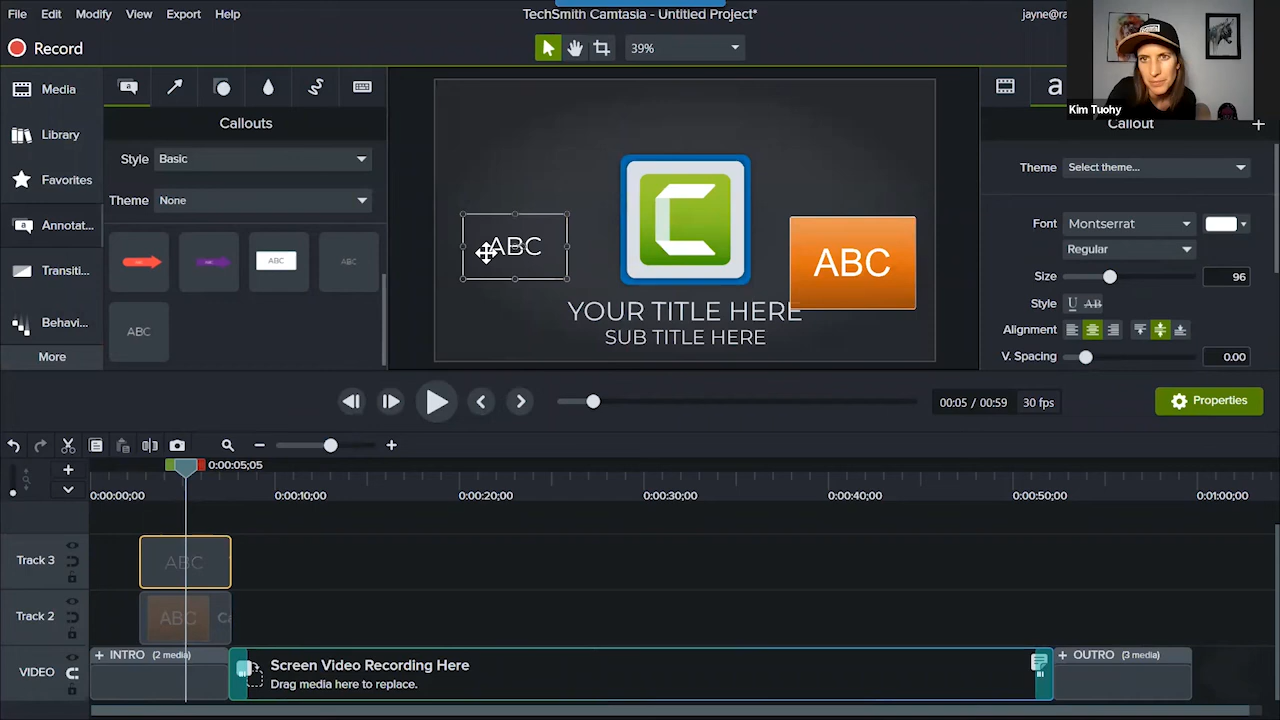 File Edit Modify View Export Help
TechSmith Camtasia - Untitled Project*
jayne@ra
Record
39%
Kim Tuohy
Media
Library
Favorites
Annotat...
Transiti...
Behavi...
More
Callouts
Style Basic
Theme None
ABC
ABC
ABC
ABC
ABC
YOUR TITLE HERE
SUB TITLE HERE
Callout
Theme Select theme...
Font Montserrat
Regular
Size 96
Style U AB
Alignment
V. Spacing 0.00
00:05 / 00:59 30 fps
Properties
0:00:05;05
0:00:00;00 0:00:10;00 0:00:20;00 0:00:30;00 0:00:40;00 0:00:50;00 0:01:00;00
Track 3 ABC
Track 2 ABC Ca
VIDEO
INTRO (2 media)
Screen Video Recording Here
Drag media here to replace.
OUTRO (3 media)